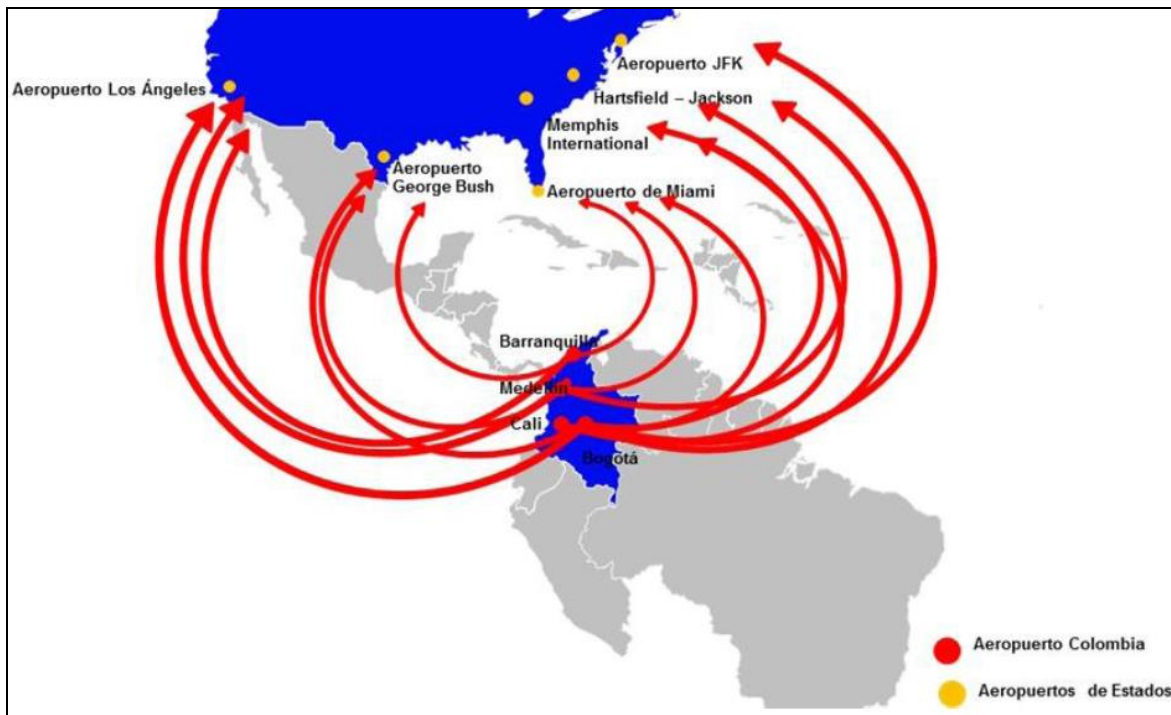 Aeropuerto JFK
Aeropuerto Los Ángeles
Hartsfield – Jackson
Memphis
International
Aeropuerto
George Bush
Aeropuerto de Miami
Barranquilla
Medellín
Cali
Bogotá
Aeropuerto Colombia
Aeropuertos de Estados